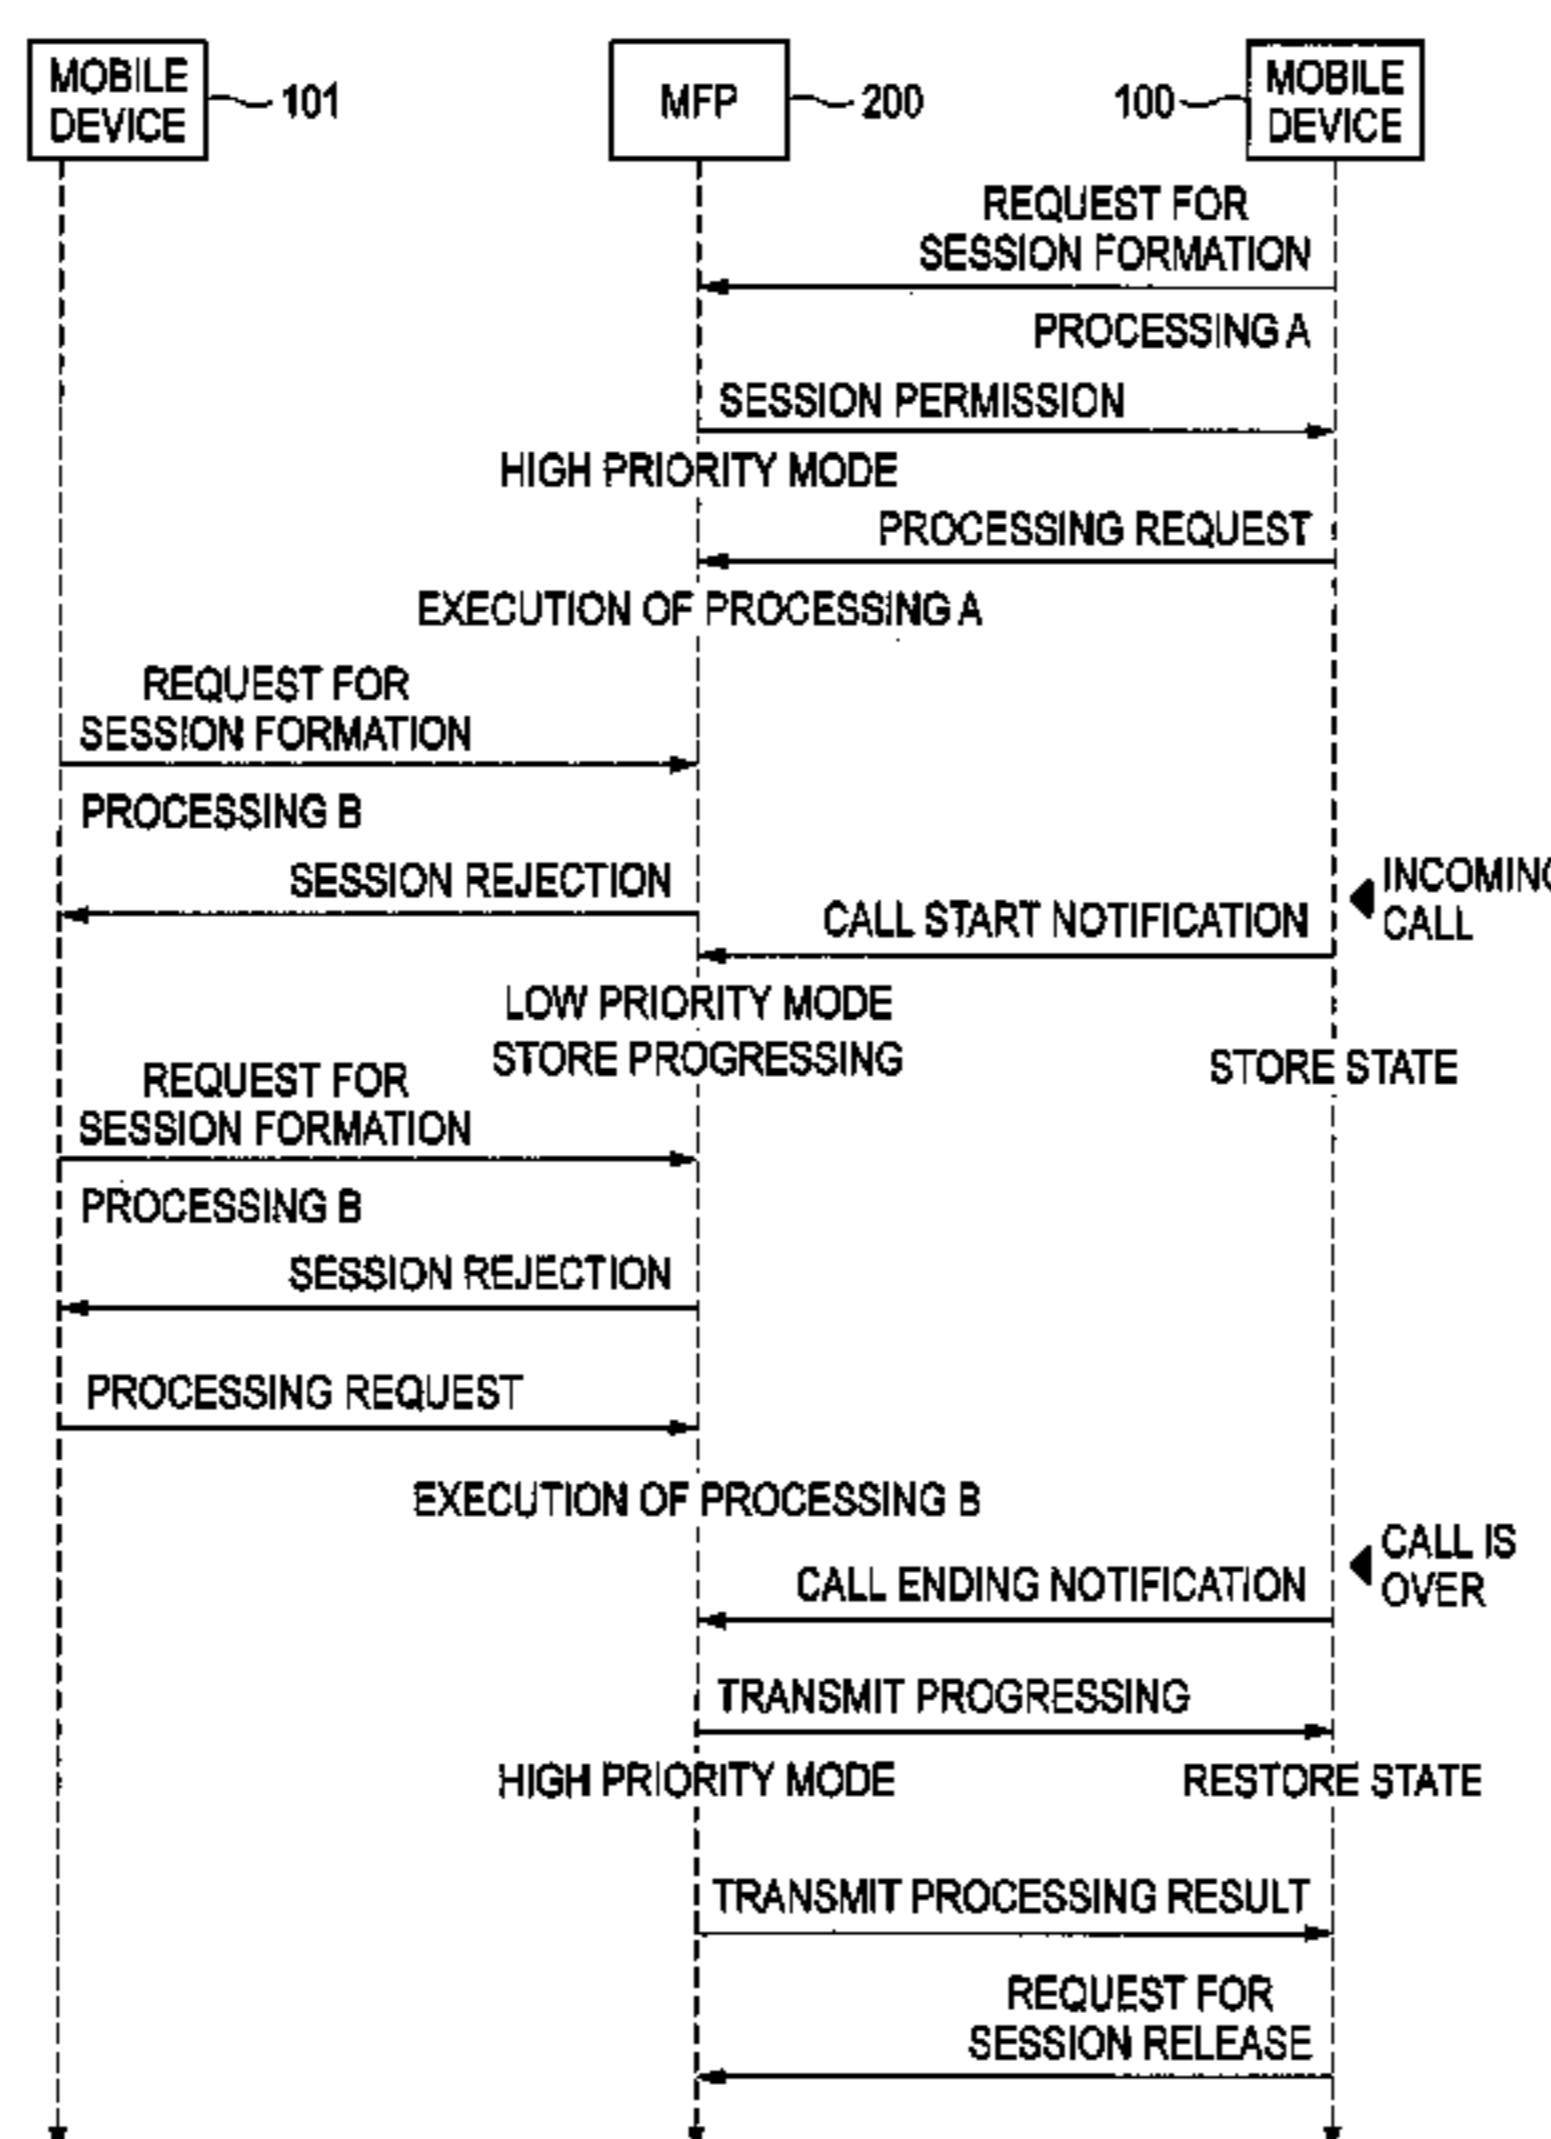 MOBILE
DEVICE
101
MFP
200
100
MOBILE
DEVICE
REQUEST FOR
SESSION FORMATION
PROCESSING A
SESSION PERMISSION
HIGH PRIORITY MODE
PROCESSING REQUEST
EXECUTION OF PROCESSING A
REQUEST FOR
SESSION FORMATION
PROCESSING B
SESSION REJECTION
INCOMING
CALL
CALL START NOTIFICATION
LOW PRIORITY MODE
STORE PROGRESSING
STORE STATE
REQUEST FOR
SESSION FORMATION
PROCESSING B
SESSION REJECTION
PROCESSING REQUEST
EXECUTION OF PROCESSING B
CALL IS
OVER
CALL ENDING NOTIFICATION
TRANSMIT PROGRESSING
HIGH PRIORITY MODE
RESTORE STATE
TRANSMIT PROCESSING RESULT
REQUEST FOR
SESSION RELEASE